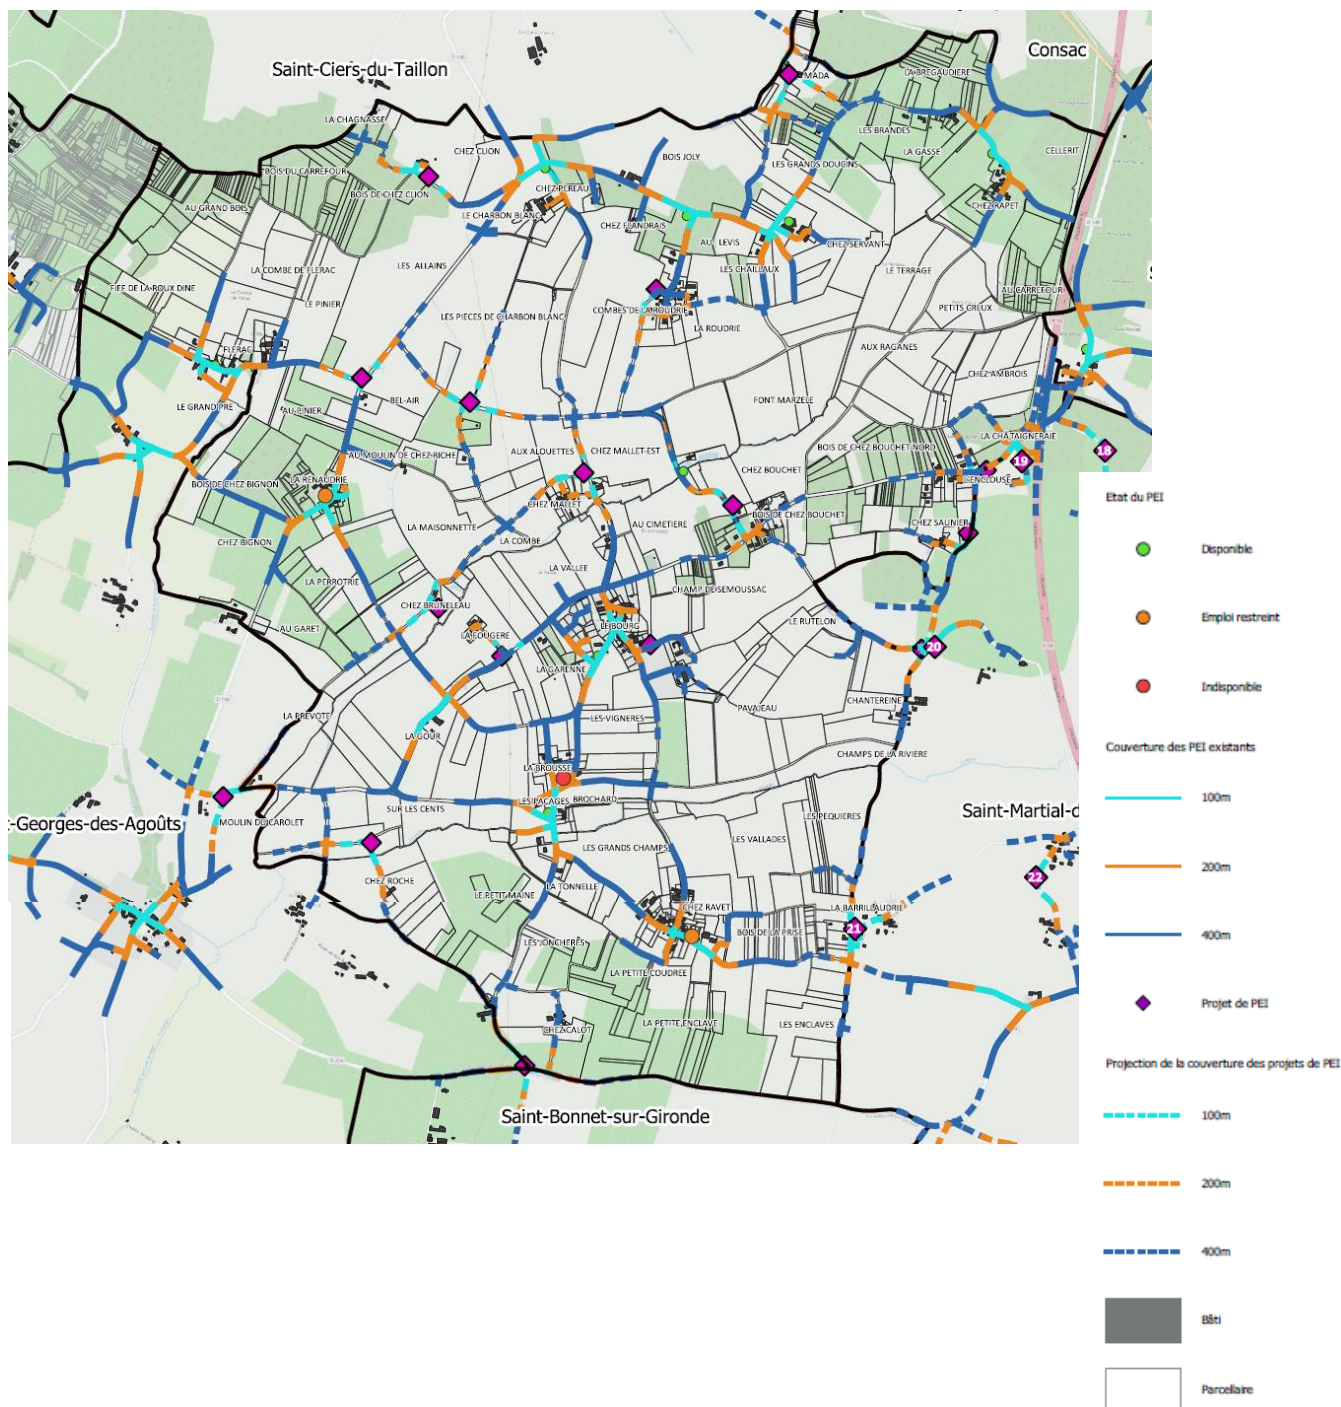 Saint-Ciers-du-Taillon
Consac
MADA
LA BREGAUDIERE
LA CHAGNASSE
LES BRANDES
CHEZ CLION
BOIS JOLY
LA GASSE
CELLERIT
BOIS DU CARREFOUR
LES GRANDS DOUCINS
BOIS DE CHEZ CLION
CHEZ PEREAU
AU GRAND BOIS
LE CHARBON BLANC
CHEZ RAPET
CHEZ FLANDRAIS
AU LEVIS
CHEZ SERVANT
LA COMBE DE FLERAC
LES ALLAINS
LES CHAILLAUX
LE TERRAGE
FIEF DE LA ROUX DINE
AU CARREFOUR
LE PINIER
COMBES DE LA ROUDRIE
PETITS CREUX
LES PIECES DE CHARBON BLANC
LA ROUDRIE
FLERAC
AUX RAGANES
CHEZ AMBROIS
LE GRAND PRE
AU PINIER
BEL-AIR
FONT MARZELE
LA CHÂTAIGNERAIE
AU MOULIN DE CHEZ-RICHE
AUX ALOUETTES
CHEZ MALLET-EST
BOIS DE CHEZ BOUCHET-NORD
18
19
BOIS DE CHEZ BIGNON
LA RENAUDRIE
CHEZ BOUCHET
L'ENCLOUSE
CHEZ MALLET
BOIS DE CHEZ BOUCHET
LA MAISONNETTE
AU CIMETIERE
CHEZ SAUNIER
CHEZ BIGNON
LA COMBE
LA VALLEE
LA PERROTRIE
CHAMP DE SEMOUSSAC
CHEZ BRUNELEAU
LE RUTELON
AU GARET
LA FOUGERE
LE BOURG
20
LA GARENNE
CHANTEREINE
LA PREVOTE
PAVAJEAU
LES VIGNERES
LA GOUR
CHAMPS DE LA RIVIERE
LA BROUSSE
SUR LES CENTS
LES PACAGES
BROCHARD
t-Georges-des-Agoûts
MOULIN DU CAROLET
LES PEQUIERES
Saint-Martial-d
LES VALLADES
LES GRANDS CHAMPS
CHEZ ROCHE
LA TONNELLE
22
LE PETIT MAINE
CHEZ RAVET
LA BARRILLAUDRIE
21
BOIS DE LA PRISE
LES JONCHERES
LA PETITE COUDREE
CHEZ CALOT
LA PETITE ENCLAVE
LES ENCLAVES
Saint-Bonnet-sur-Gironde
Etat du PEI
Disponible
Emploi restreint
Indisponible
Couverture des PEI existants
100m
200m
400m
Projet de PEI
Projection de la couverture des projets de PEI
100m
200m
400m
Bâti
Parcellaire